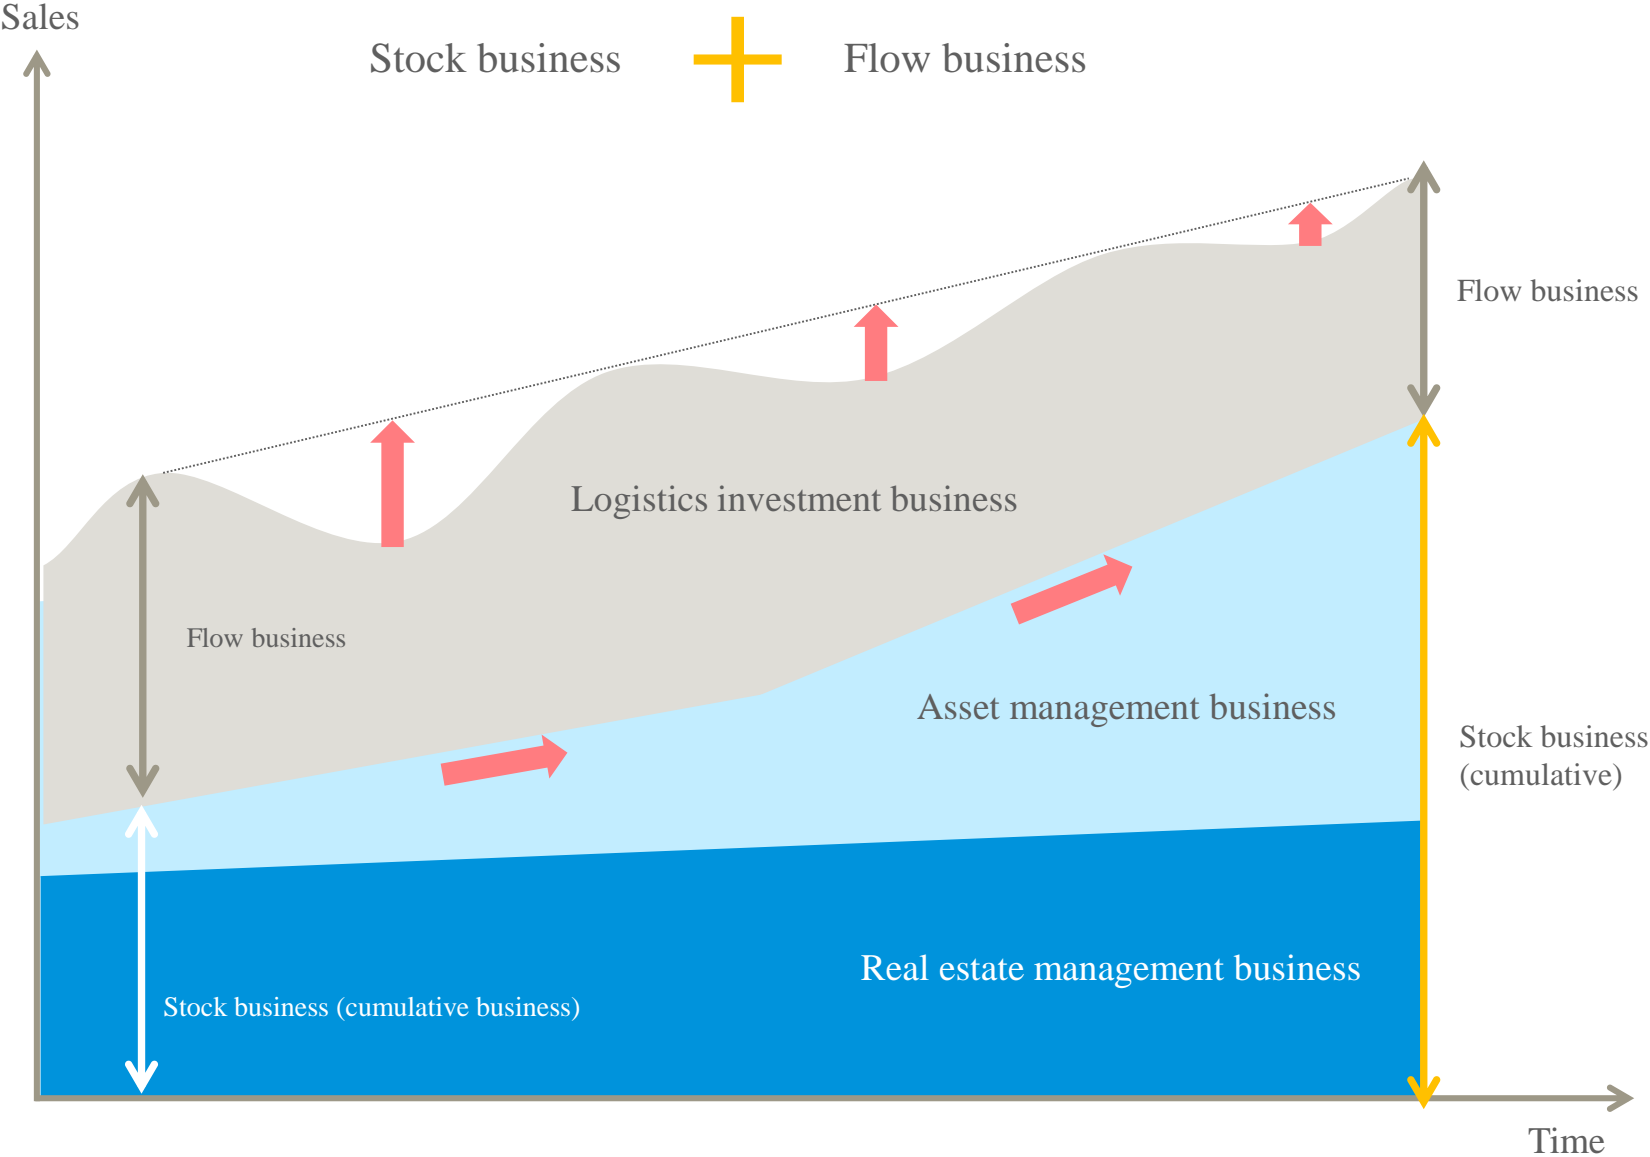 Sales
Stock business
Flow business
Flow business
Logistics investment business
Flow business
Asset management business
Stock business
(cumulative)
Real estate management business
Stock business (cumulative business)
Time